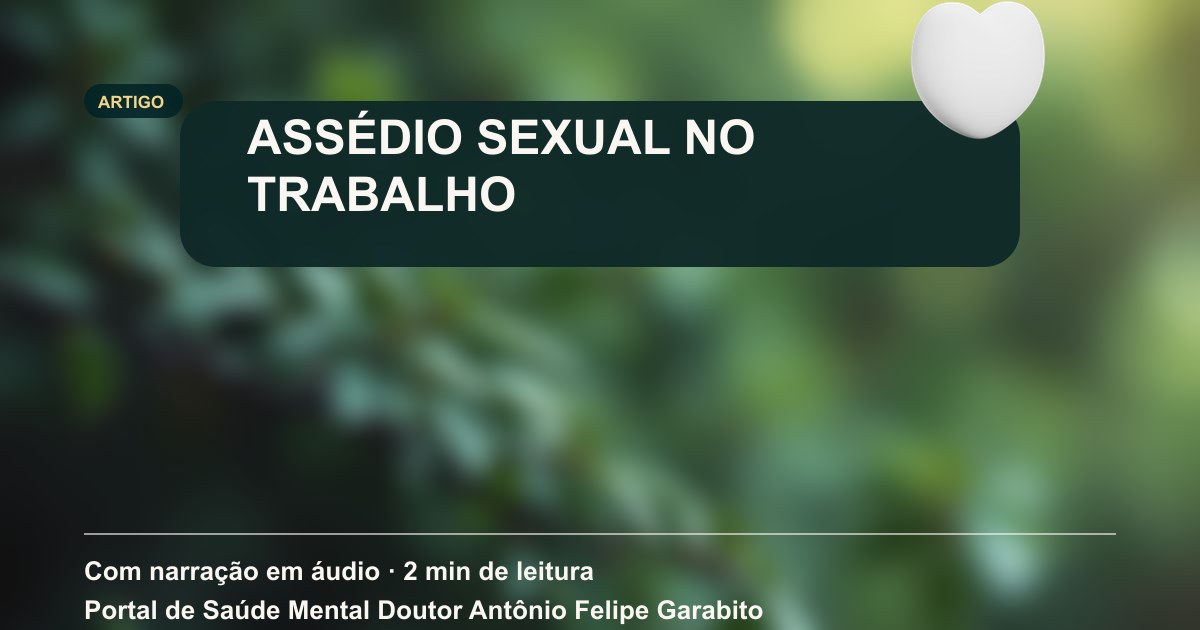 ARTIGO
ASSÉDIO SEXUAL NO
TRABALHO
Com narração em áudio · 2 min de leitura
Portal de Saúde Mental Doutor Antônio Felipe Garabito